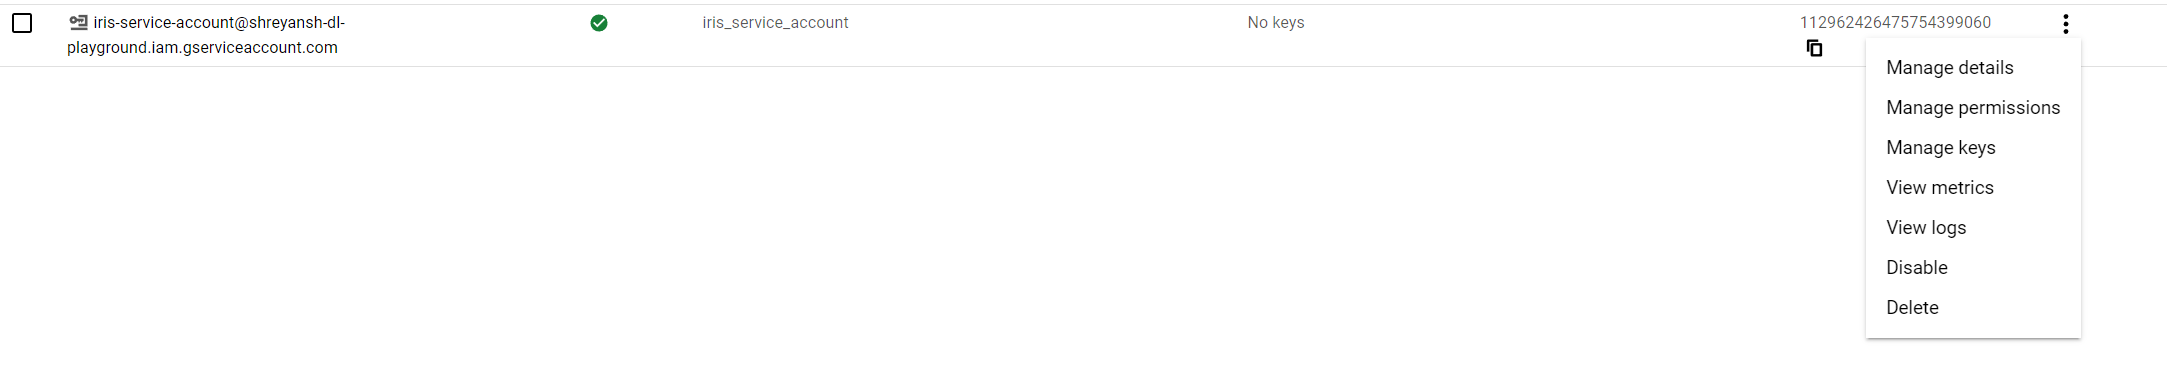 iris-service-account@shreyansh-dl-
playground.iam.gserviceaccount.com
iris_service_account
No keys
112962426475754399060
Manage details
Manage permissions
Manage keys
View metrics
View logs
Disable
Delete